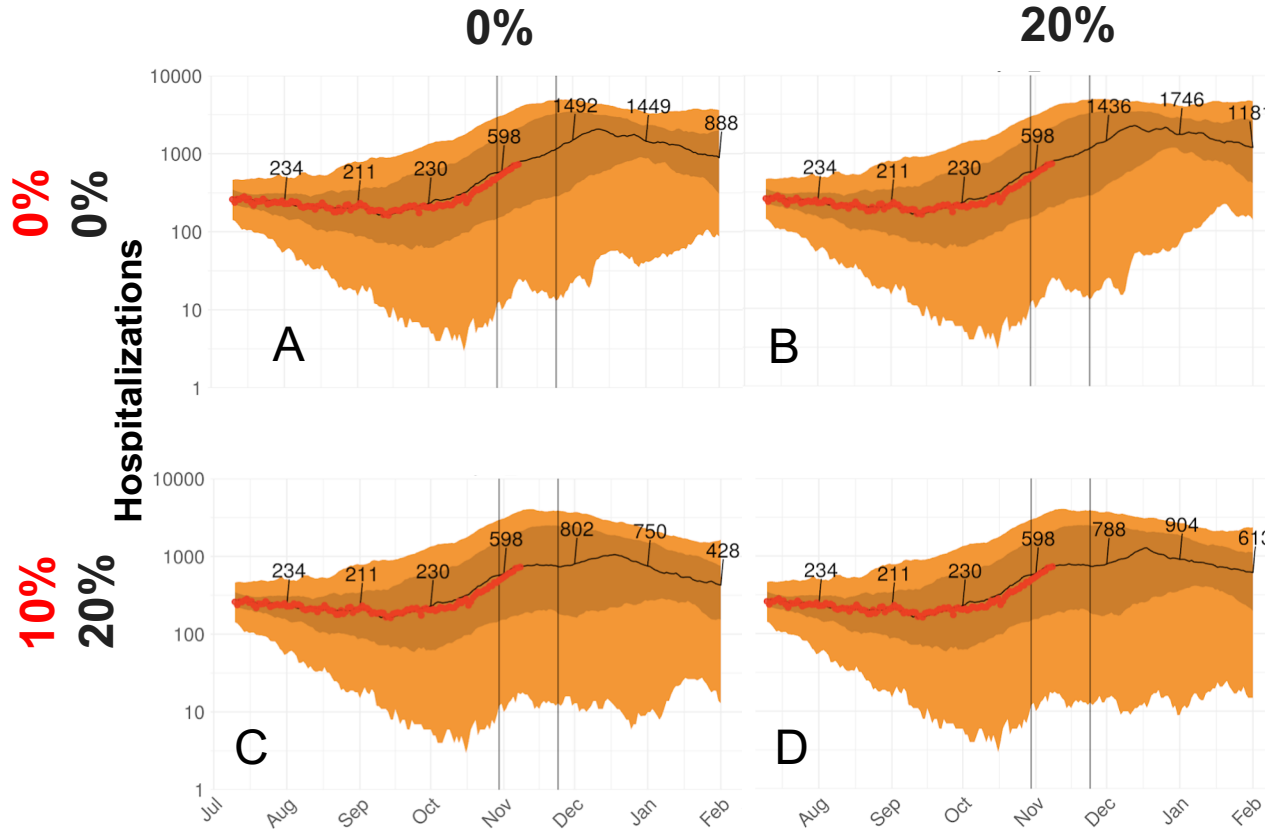 0% 20%
10000
1000
100
10
1
0% 0%
Hospitalizations
234 211 230 598 1492 1449 888
A
234 211 230 598 1436 1746
B
10000
1000
100
10
1
10% 20%
234 211 230 598 802 750 428
C
234 211 230 598 788 904
D
Jul Aug Sep Oct Nov Dec Jan Feb
Aug Sep Oct Nov Dec Jan Feb